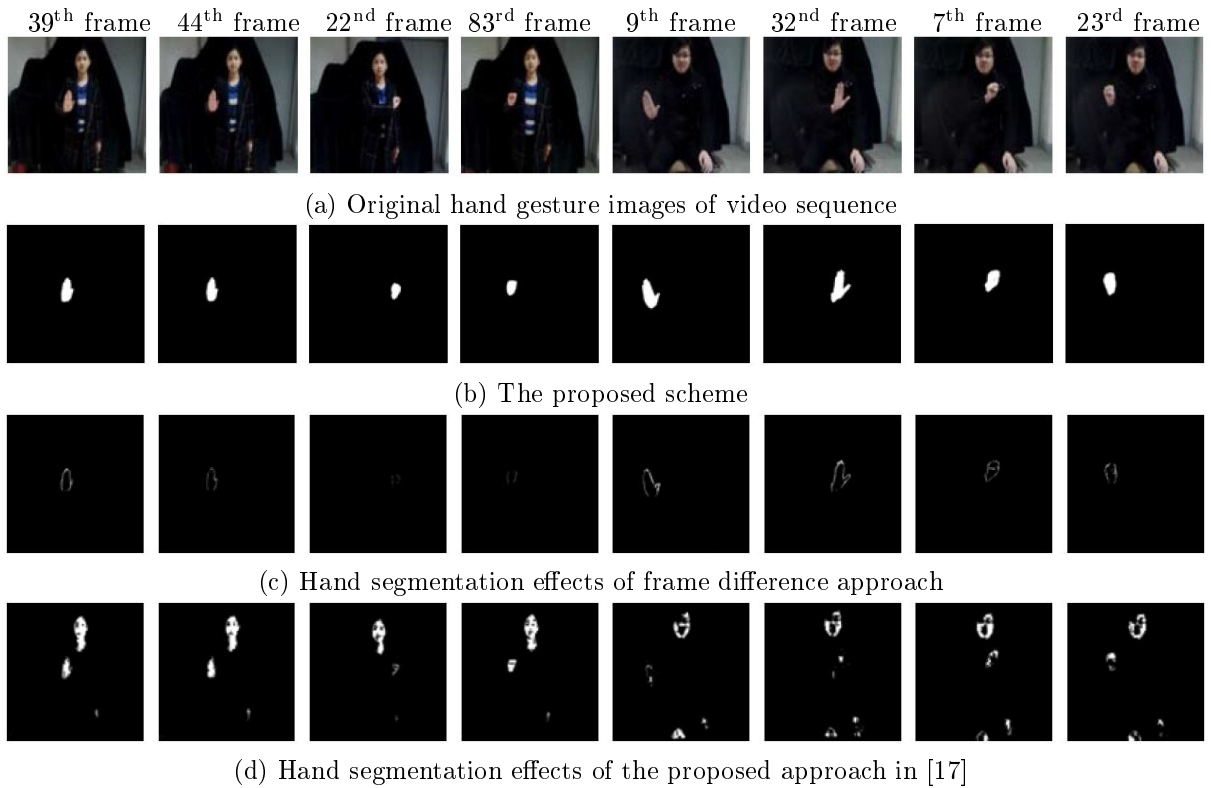 39th frame 44th frame 22nd frame 83rd frame 9th frame 32nd frame 7th frame 23rd frame
(a) Original hand gesture images of video sequence
(b) The proposed scheme
(c) Hand segmentation effects of frame difference approach
(d) Hand segmentation effects of the proposed approach in [17]